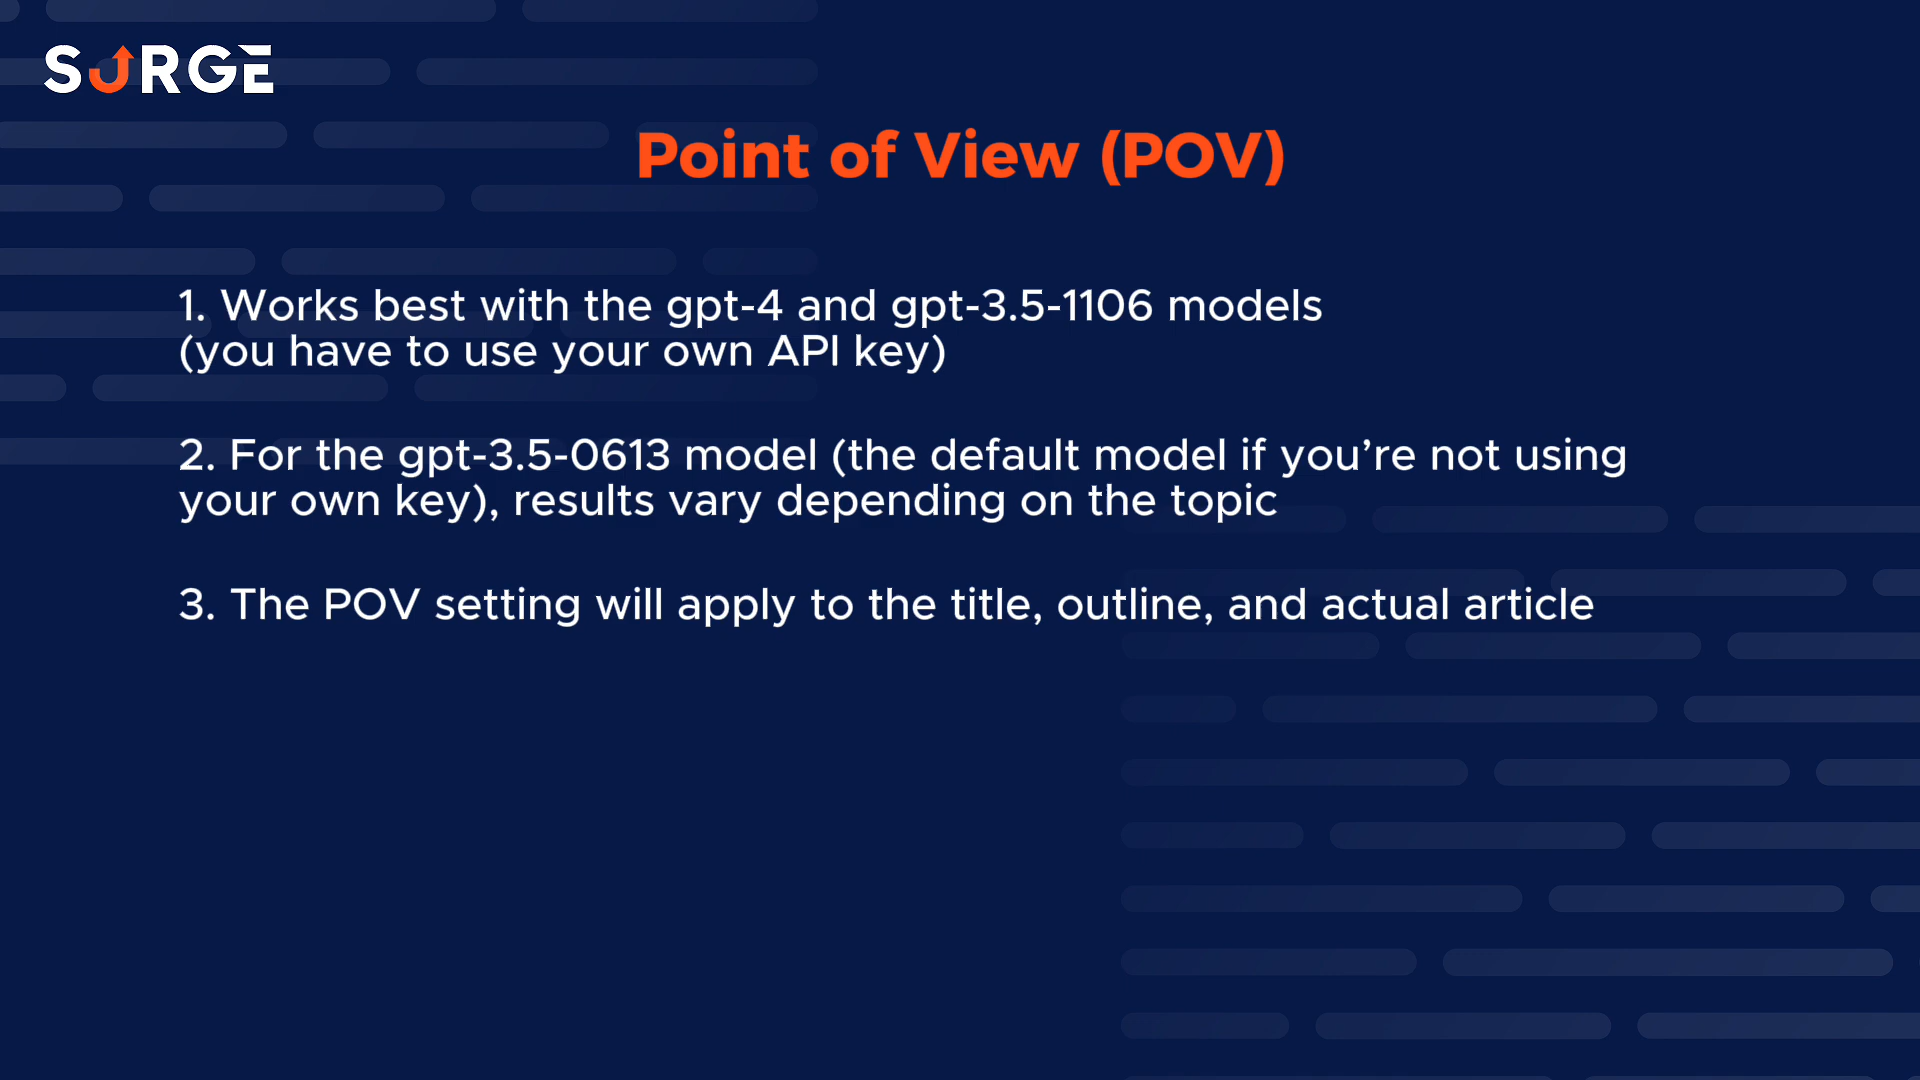 SURGE
Point of View (POV)
1. Works best with the gpt-4 and gpt-3.5-1106 models
(you have to use your own API key)
2. For the gpt-3.5-0613 model (the default model if you’re not using
your own key), results vary depending on the topic
3. The POV setting will apply to the title, outline, and actual article